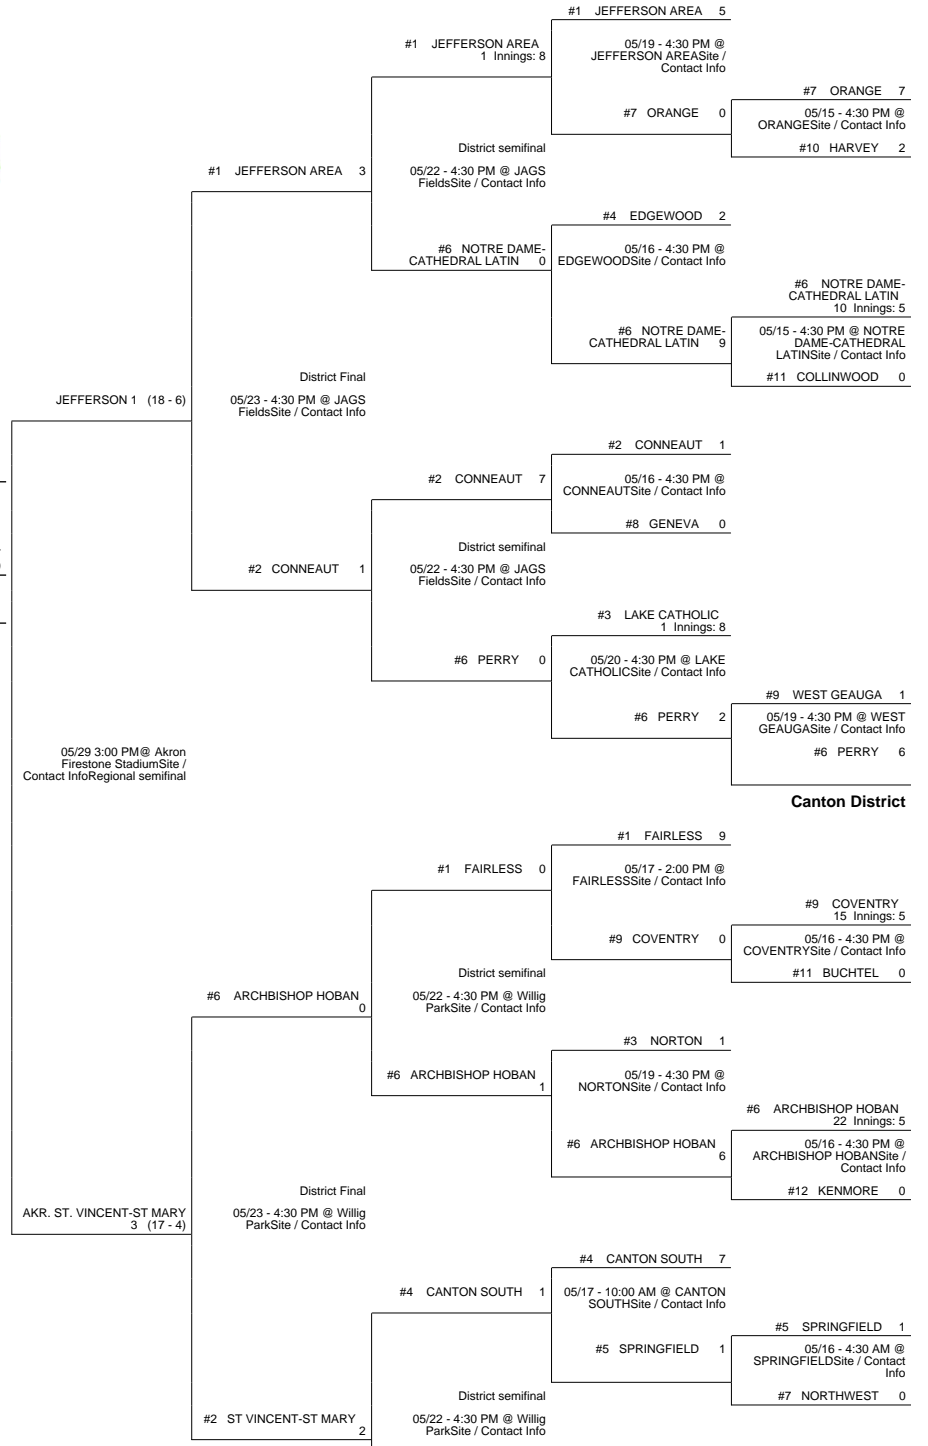 #1 JEFFERSON AREA 5
#1 JEFFERSON AREA
1 Innings: 8
05/19 - 4:30 PM @
JEFFERSON AREASite /
Contact Info
#7 ORANGE 7
#7 ORANGE 0
05/15 - 4:30 PM @
ORANGESite / Contact Info
#10 HARVEY 2
District semifinal
#1 JEFFERSON AREA 3
05/22 - 4:30 PM @ JAGS
FieldsSite / Contact Info
#4 EDGEWOOD 2
#6 NOTRE DAME-
CATHEDRAL LATIN 0
05/16 - 4:30 PM @
EDGEWOODSite / Contact Info
#6 NOTRE DAME-
CATHEDRAL LATIN
10 Innings: 5
#6 NOTRE DAME-
CATHEDRAL LATIN 9
05/15 - 4:30 PM @ NOTRE
DAME-CATHEDRAL
LATINSite / Contact Info
#11 COLLINWOOD 0
District Final
JEFFERSON 1 (18 - 6)
05/23 - 4:30 PM @ JAGS
FieldsSite / Contact Info
#2 CONNEAUT 1
#2 CONNEAUT 7
05/16 - 4:30 PM @
CONNEAUTSite / Contact Info
#8 GENEVA 0
District semifinal
#2 CONNEAUT 1
05/22 - 4:30 PM @ JAGS
FieldsSite / Contact Info
#3 LAKE CATHOLIC
1 Innings: 8
#6 PERRY 0
05/20 - 4:30 PM @ LAKE
CATHOLICSite / Contact Info
#9 WEST GEAUGA 1
#6 PERRY 2
05/19 - 4:30 PM @ WEST
GEAUGASite / Contact Info
#6 PERRY 6
05/29 3:00 PM@ Akron
Firestone StadiumSite /
Contact InfoRegional semifinal
Canton District
#1 FAIRLESS 9
#1 FAIRLESS 0
05/17 - 2:00 PM @
FAIRLESSSite / Contact Info
#9 COVENTRY
15 Innings: 5
#9 COVENTRY 0
05/16 - 4:30 PM @
COVENTRYSite / Contact Info
#11 BUCHTEL 0
District semifinal
#6 ARCHBISHOP HOBAN
0
05/22 - 4:30 PM @ Willig
ParkSite / Contact Info
#3 NORTON 1
#6 ARCHBISHOP HOBAN
1
05/19 - 4:30 PM @
NORTONSite / Contact Info
#6 ARCHBISHOP HOBAN
22 Innings: 5
#6 ARCHBISHOP HOBAN
6
05/16 - 4:30 PM @
ARCHBISHOP HOBANSite /
Contact Info
#12 KENMORE 0
District Final
AKR. ST. VINCENT-ST MARY
3 (17 - 4)
05/23 - 4:30 PM @ Willig
ParkSite / Contact Info
#4 CANTON SOUTH 7
#4 CANTON SOUTH 1
05/17 - 10:00 AM @ CANTON
SOUTHSite / Contact Info
#5 SPRINGFIELD 1
#5 SPRINGFIELD 1
05/16 - 4:30 AM @
SPRINGFIELDSite / Contact
Info
#7 NORTHWEST 0
District semifinal
#2 ST VINCENT-ST MARY
2
05/22 - 4:30 PM @ Willig
ParkSite / Contact Info